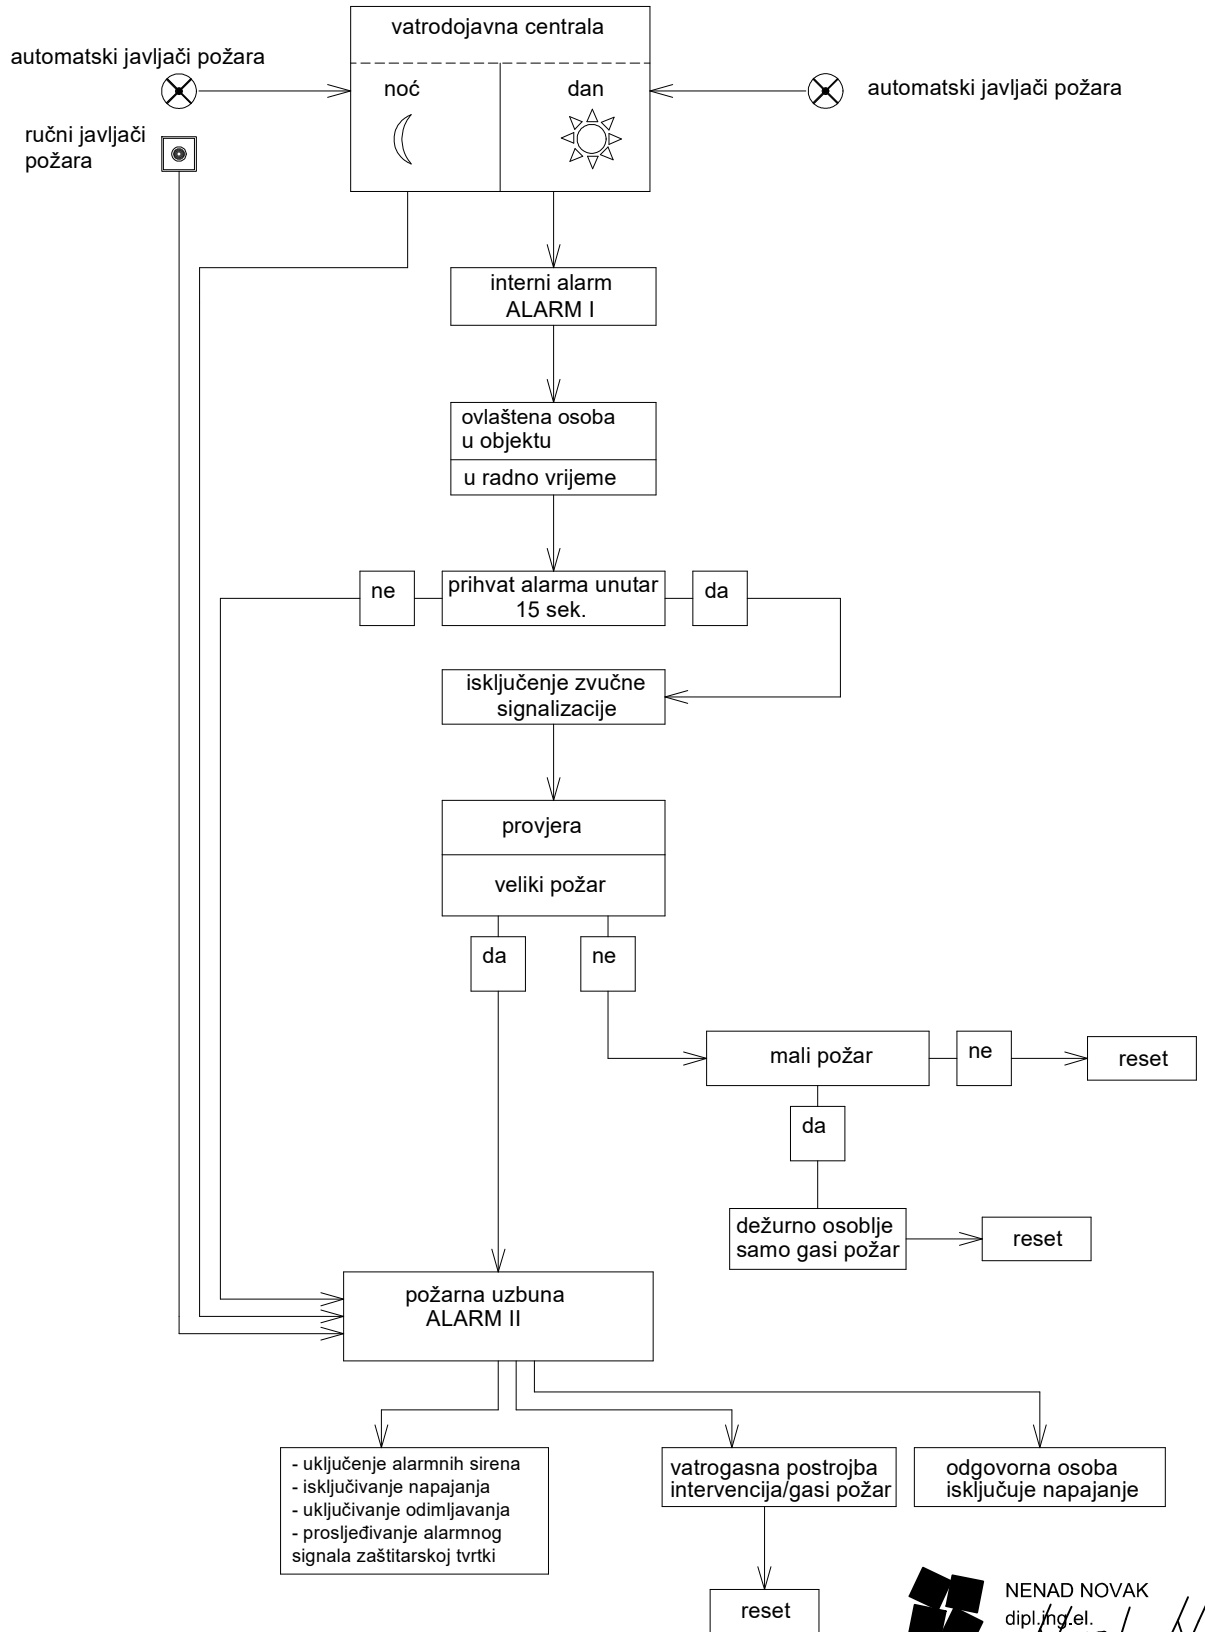 vatrodojavna centrala
automatski javljači požara
noć
dan
automatski javljači požara
ručni javljači
požara
interni alarm
ALARM I
ovlaštena osoba
u objektu
u radno vrijeme
ne
prihvat alarma unutar
15 sek.
da
isključenje zvučne
signalizacije
provjera
veliki požar
da
ne
mali požar
ne
reset
da
dežurno osoblje
samo gasi požar
reset
požarna uzbuna
ALARM II
- uključenje alarmnih sirena
- isključivanje napajanja
- uključivanje odimljavanja
- prosljeđivanje alarmnog
signala zaštitarskoj tvrtki
vatrogasna postrojba
intervencija/gasi požar
odgovorna osoba
isključuje napajanje
reset
NENAD NOVAK
dipl.ing.el.